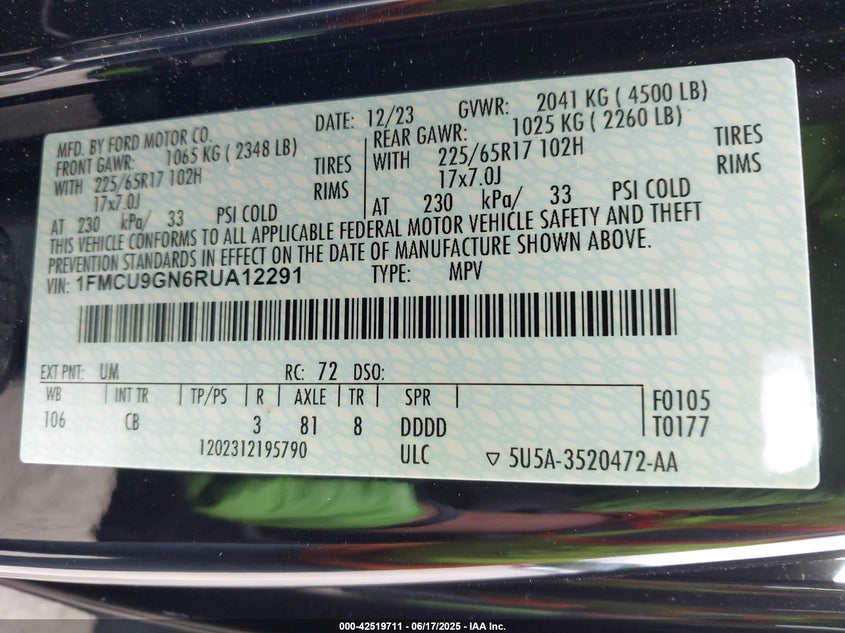 MFD. BY FORD MOTOR CO. DATE: 12/23 GVWR: 2041 KG ( 4500 LB)
FRONT GAWR: 1065 KG ( 2348 LB) REAR GAWR: 1025 KG ( 2260 LB)
WITH 225/65R17 102H TIRES WITH 225/65R17 102H TIRES
17x7.0J RIMS 17x7.0J RIMS
AT 230 kPa/ 33 PSI COLD AT 230 kPa/ 33 PSI COLD
THIS VEHICLE CONFORMS TO ALL APPLICABLE FEDERAL MOTOR VEHICLE SAFETY AND THEFT
PREVENTION STANDARDS IN EFFECT ON THE DATE OF MANUFACTURE SHOWN ABOVE.
VIN: 1FMCU9GN6RUA12291 TYPE: MPV
EXT PNT: UM RC: 72 DSO:
WB INT TR TP/PS R AXLE TR SPR F0105
106 CB 3 81 8 DDDD T0177
1202312195790 ULC ▽ 5U5A-3520472-AA
000-42519711 - 06/17/2025 - IAA Inc.